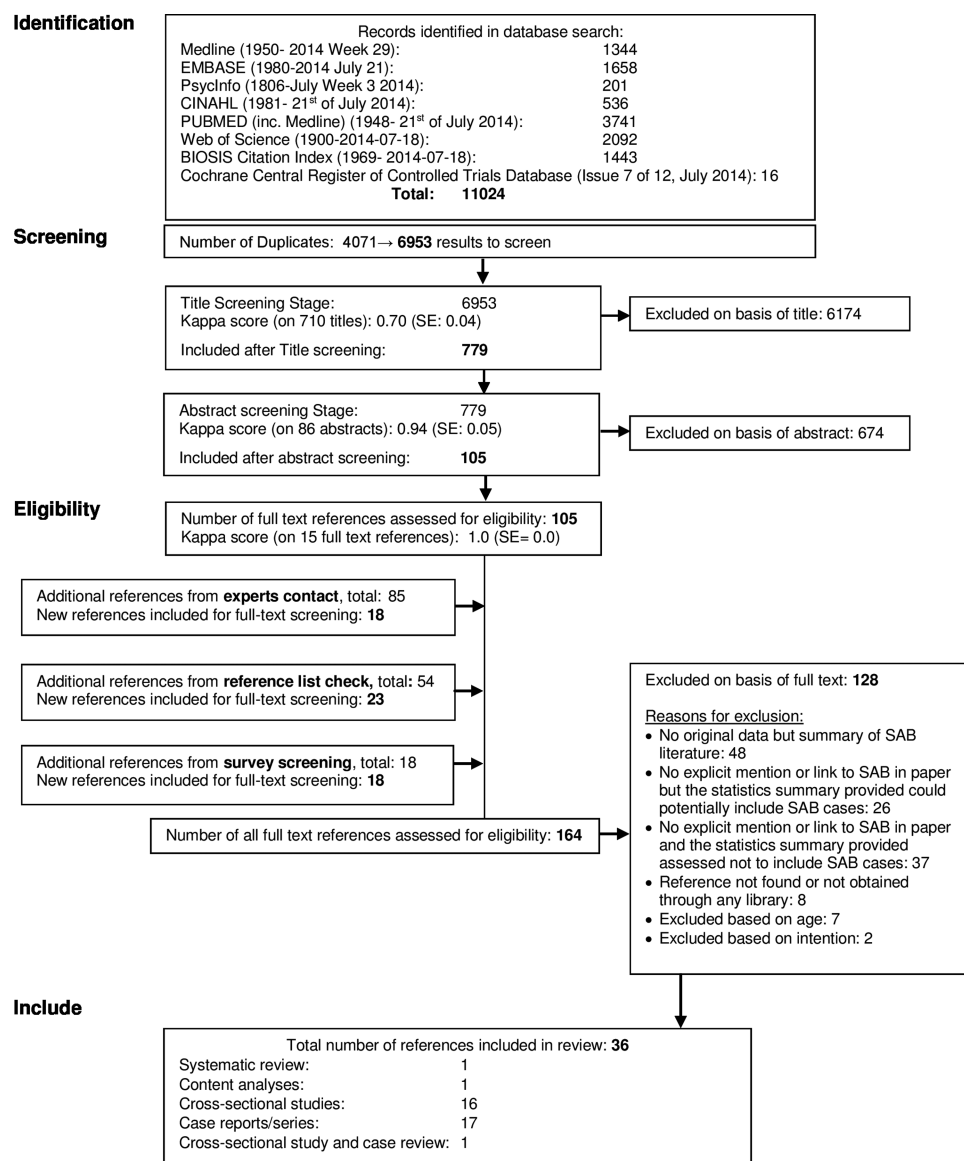 Identification
Records identified in database search:
Medline (1950- 2014 Week 29): 1344
EMBASE (1980-2014 July 21): 1658
PsycInfo (1806-July Week 3 2014): 201
CINAHL (1981- 21st of July 2014): 536
PUBMED (inc. Medline) (1948- 21st of July 2014): 3741
Web of Science (1900-2014-07-18): 2092
BIOSIS Citation Index (1969- 2014-07-18): 1443
Cochrane Central Register of Controlled Trials Database (Issue 7 of 12, July 2014): 16
Total: 11024
Screening
Number of Duplicates: 4071→ 6953 results to screen
Title Screening Stage: 6953
Kappa score (on 710 titles): 0.70 (SE: 0.04)
Included after Title screening: 779
Excluded on basis of title: 6174
Abstract screening Stage: 779
Kappa score (on 86 abstracts): 0.94 (SE: 0.05)
Included after abstract screening: 105
Excluded on basis of abstract: 674
Eligibility
Number of full text references assessed for eligibility: 105
Kappa score (on 15 full text references): 1.0 (SE= 0.0)
Additional references from experts contact, total: 85
New references included for full-text screening: 18
Additional references from reference list check, total: 54
New references included for full-text screening: 23
Additional references from survey screening, total: 18
New references included for full-text screening: 18
Number of all full text references assessed for eligibility: 164
Excluded on basis of full text: 128
Reasons for exclusion:
• No original data but summary of SAB
literature: 48
• No explicit mention or link to SAB in paper
but the statistics summary provided could
potentially include SAB cases: 26
• No explicit mention or link to SAB in paper
and the statistics summary provided
assessed not to include SAB cases: 37
• Reference not found or not obtained
through any library: 8
• Excluded based on age: 7
• Excluded based on intention: 2
Include
Total number of references included in review: 36
Systematic review: 1
Content analyses: 1
Cross-sectional studies: 16
Case reports/series: 17
Cross-sectional study and case review: 1